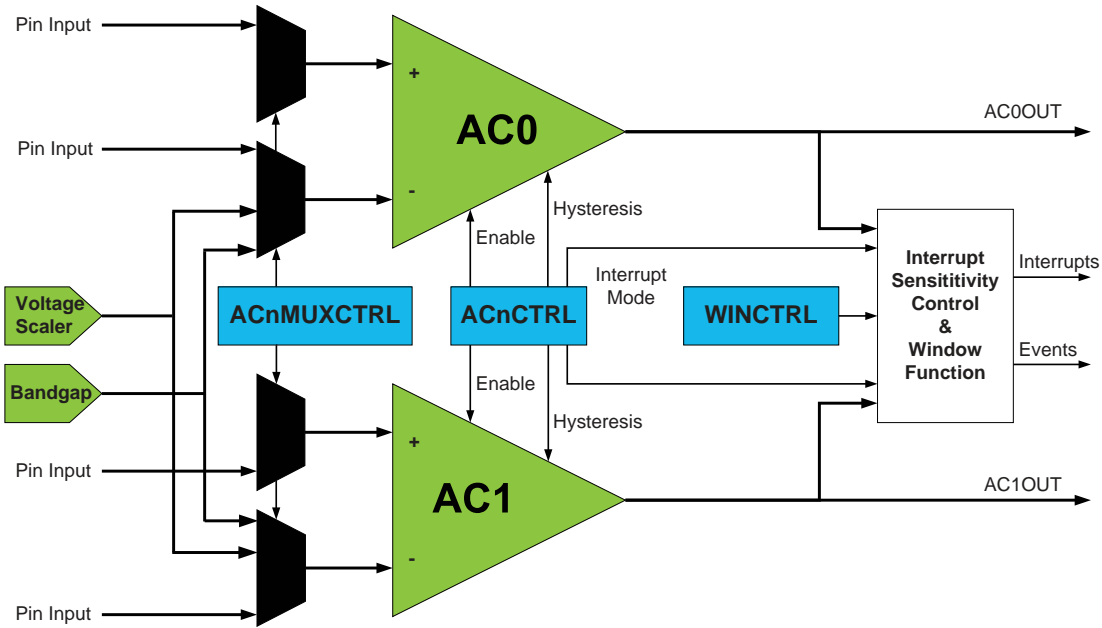 Pin Input
+
AC0
-
AC0OUT
Pin Input
Hysteresis
Enable
Voltage
Scaler
ACnMUXCTRL
ACnCTRL
Interrupt
Mode
WINCTRL
Interrupt
Sensititivity
Control
&
Window
Function
Interrupts
Events
Bandgap
Enable
Hysteresis
+
Pin Input
AC1
-
AC1OUT
Pin Input